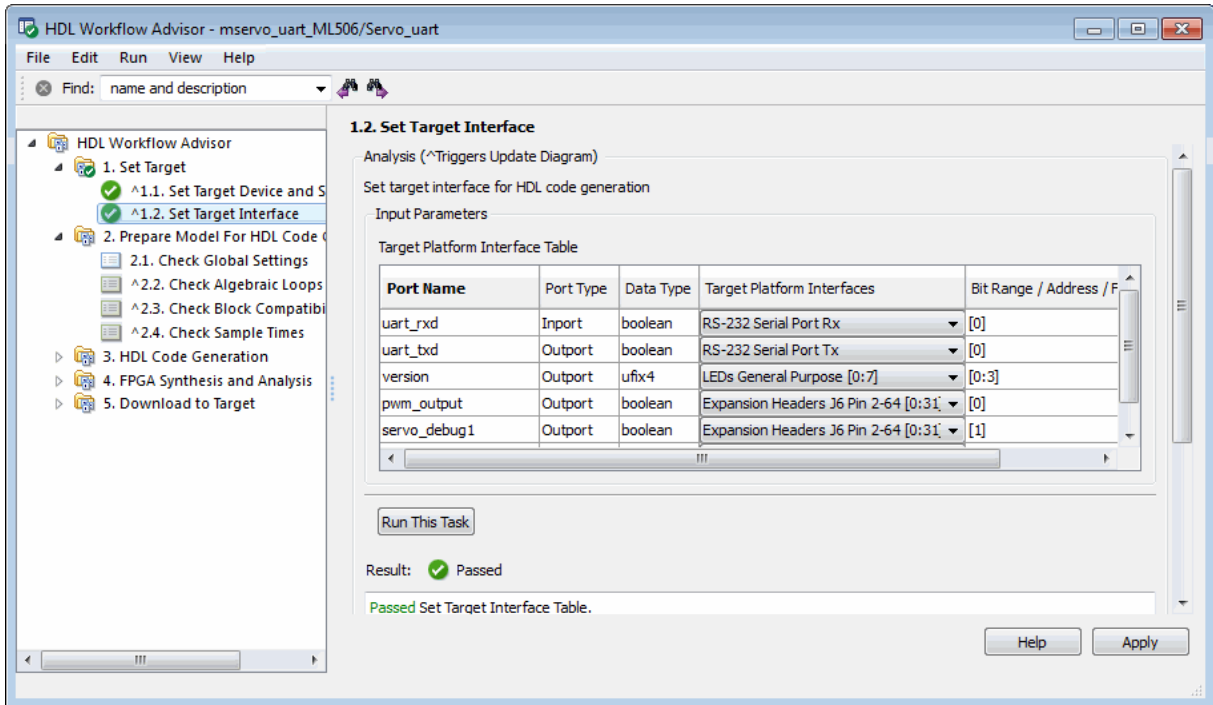 HDL Workflow Advisor - mservo_uart_ML506/Servo_uart
File Edit Run View Help
Find: name and description
HDL Workflow Advisor
1. Set Target
^1.1. Set Target Device and S
^1.2. Set Target Interface
2. Prepare Model For HDL Code
2.1. Check Global Settings
^2.2. Check Algebraic Loops
^2.3. Check Block Compatibi
^2.4. Check Sample Times
3. HDL Code Generation
4. FPGA Synthesis and Analysis
5. Download to Target
1.2. Set Target Interface
Analysis (^Triggers Update Diagram)
Set target interface for HDL code generation
Input Parameters
Target Platform Interface Table
Port Name Port Type Data Type Target Platform Interfaces Bit Range / Address / F
uart_rxd Inport boolean RS-232 Serial Port Rx [0]
uart_txd Outport boolean RS-232 Serial Port Tx [0]
version Outport ufix4 LEDs General Purpose [0:7] [0:3]
pwm_output Outport boolean Expansion Headers J6 Pin 2-64 [0:31] [0]
servo_debug1 Outport boolean Expansion Headers J6 Pin 2-64 [0:31] [1]
Run This Task
Result: Passed
Passed Set Target Interface Table.
Help Apply